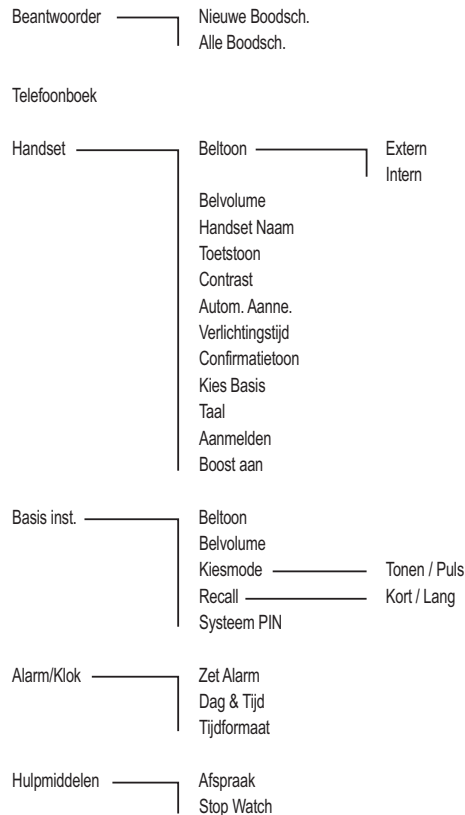 Beantwoorder Nieuwe Boodsch.
Alle Boodsch.
Telefoonboek
Handset Beltoon Extern
Intern
Belvolume
Handset Naam
Toetstoon
Contrast
Autom. Aanne.
Verlichtingstijd
Confirmatietoon
Kies Basis
Taal
Aanmelden
Boost aan
Basis inst. Beltoon
Belvolume
Kiesmode Tonen / Puls
Recall Kort / Lang
Systeem PIN
Alarm/Klok Zet Alarm
Dag & Tijd
Tijdformaat
Hulpmiddelen Afspraak
Stop Watch